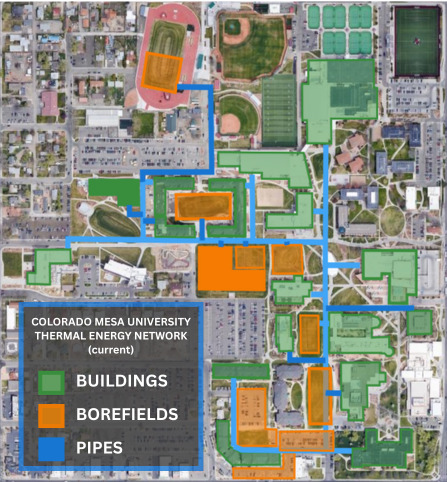 COLORADO MESA UNIVERSITY
THERMAL ENERGY NETWORK
(current)
BUILDINGS
BOREFIELDS
PIPES